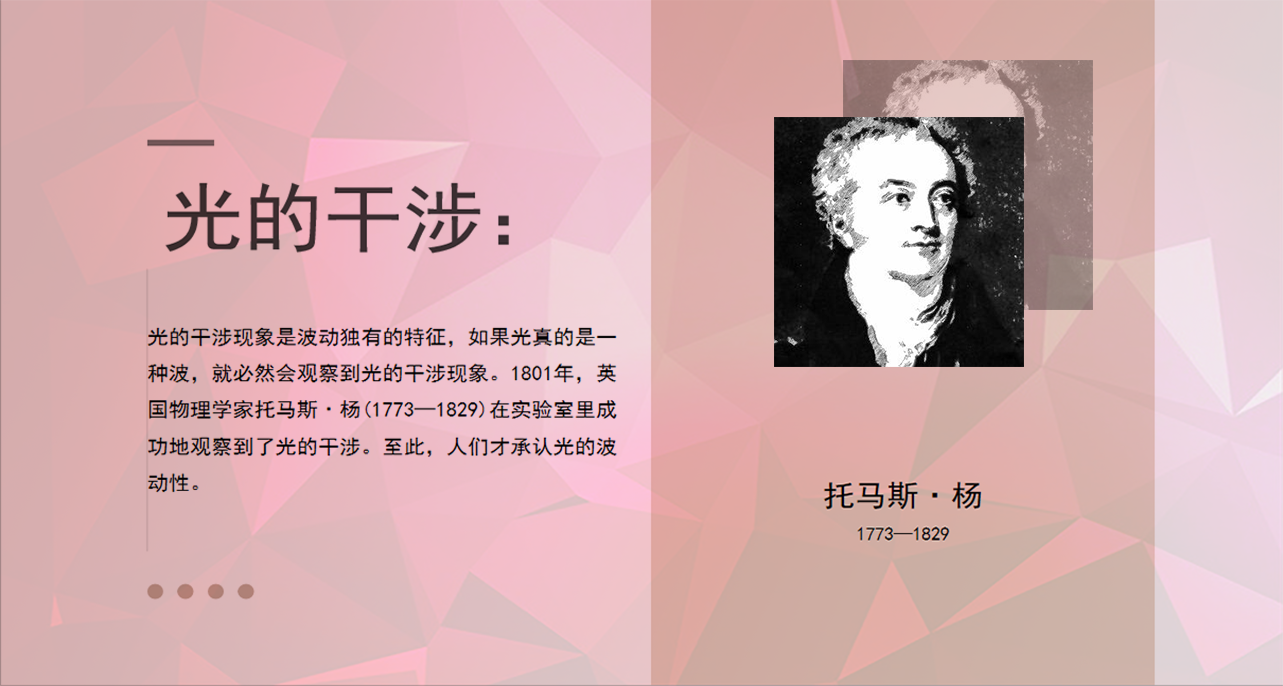 光的干涉：
光的干涉现象是波动独有的特征，如果光真的是一
种波，就必然会观察到光的干涉现象。1801年，英
国物理学家托马斯·杨(1773—1829)在实验室里成
功地观察到了光的干涉。至此，人们才承认光的波
动性。
托马斯·杨
1773—1829